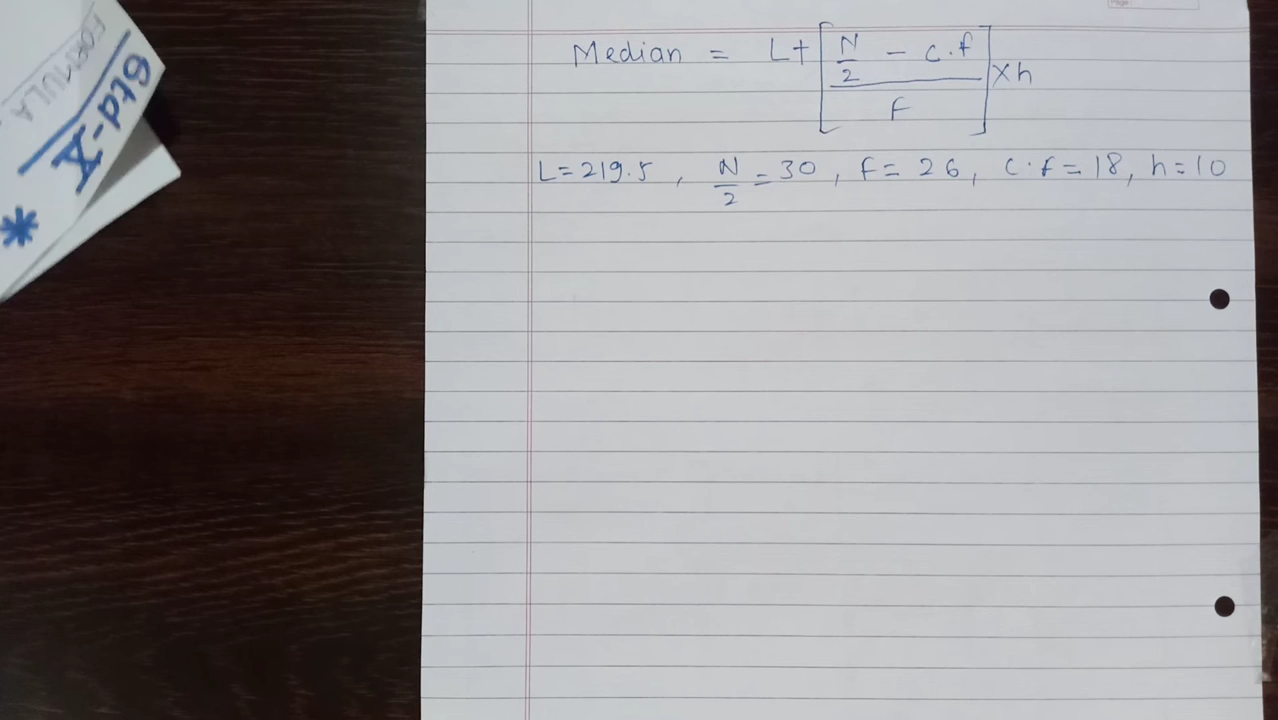 Median = L + [ N/2 - c.f / f ] × h
L = 219.5 , N/2 = 30 , f = 26 , c.f = 18 , h = 10
FORMULA
Std-X
*